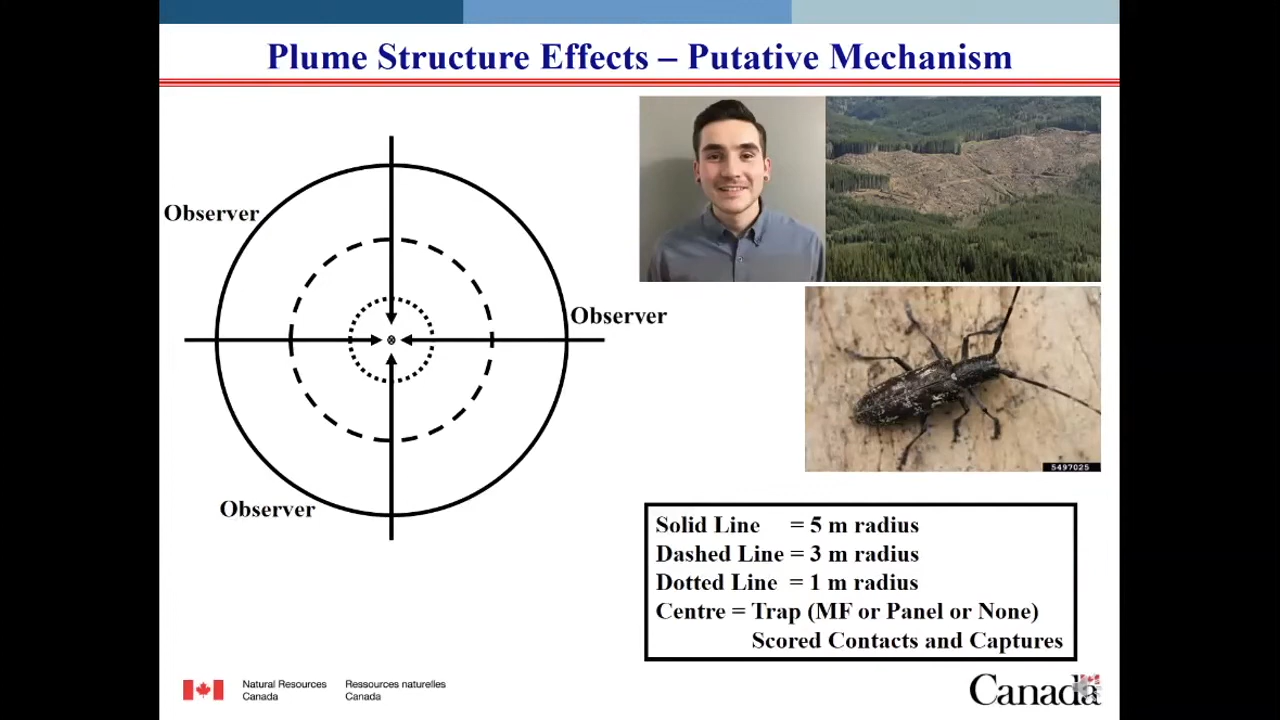 Plume Structure Effects – Putative Mechanism
Observer
Observer
Observer
5497025
Solid Line = 5 m radius
Dashed Line = 3 m radius
Dotted Line = 1 m radius
Centre = Trap (MF or Panel or None)
Scored Contacts and Captures
Natural Resources
Canada
Ressources naturelles
Canada
Canada